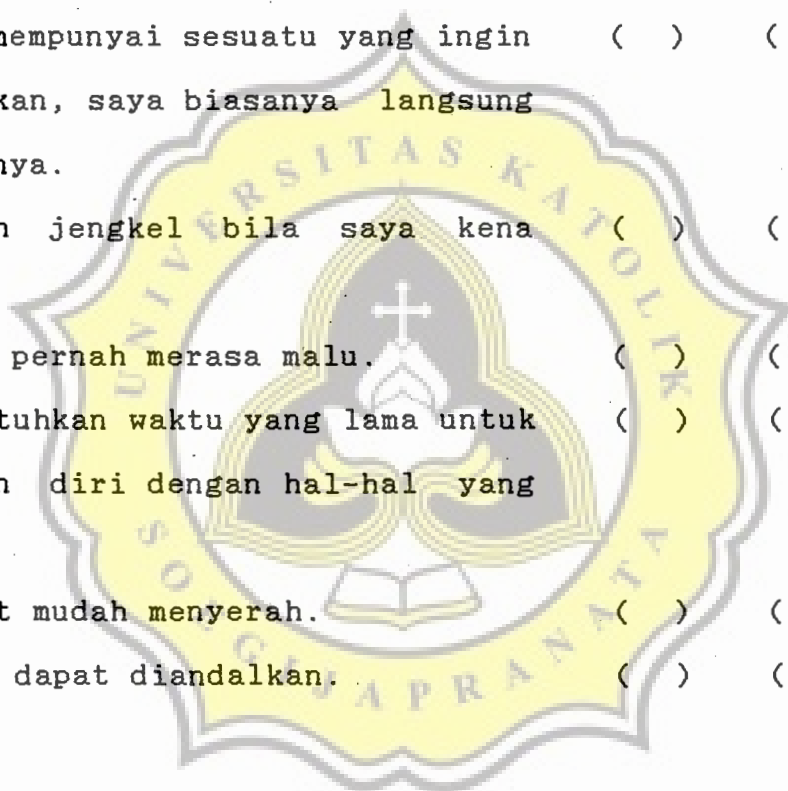 mempunyai sesuatu yang ingin ( ) (
kan, saya biasanya langsung
nya.
n jengkel bila saya kena ( ) (
pernah merasa malu. ( ) (
tuhkan waktu yang lama untuk ( ) (
n diri dengan hal-hal yang
t mudah menyerah. ( ) (
dapat diandalkan. ( ) (
UNIVERSITAS KATOLIK
SOEGIJAPRANATA